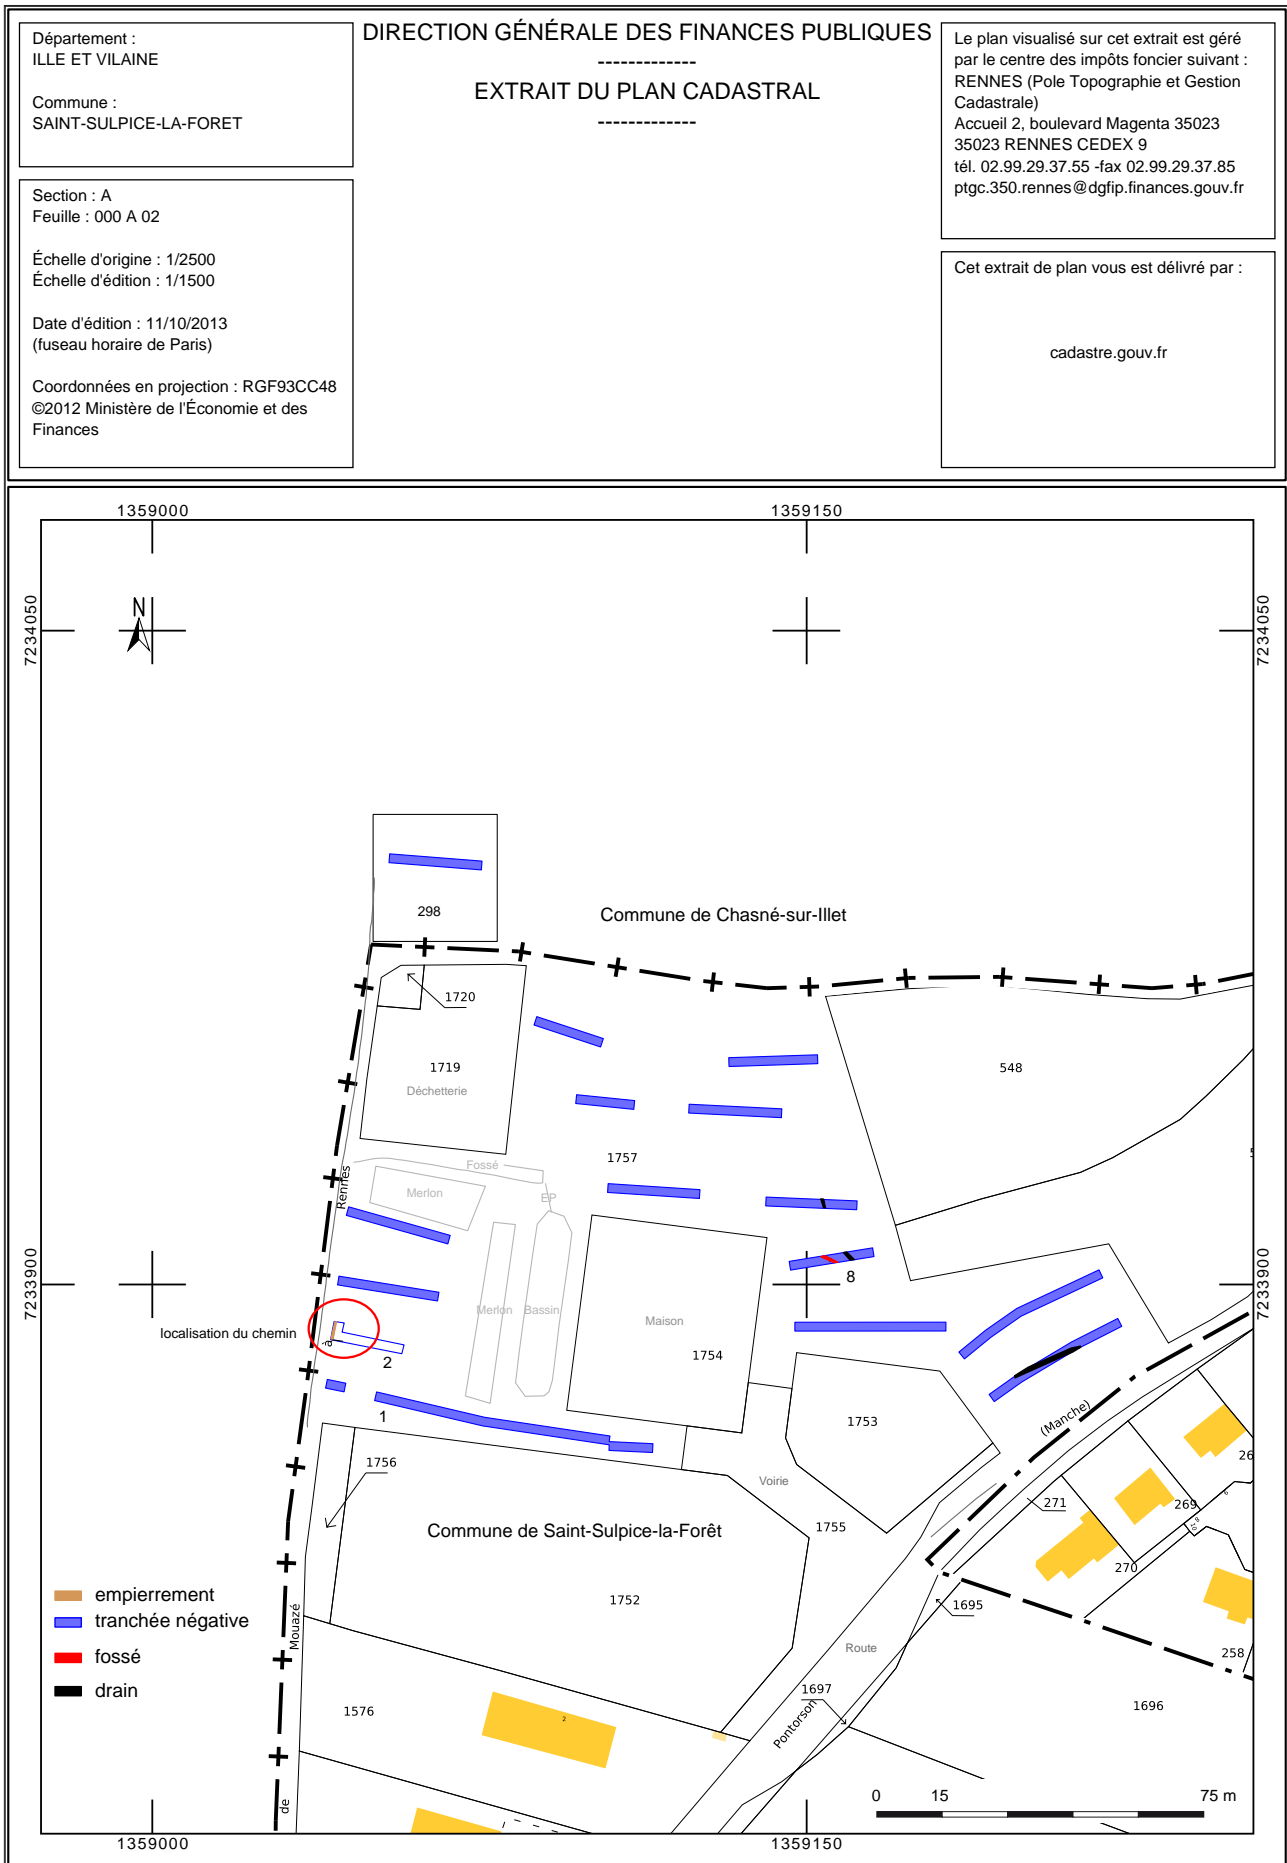 Département :
ILLE ET VILAINE
Commune :
SAINT-SULPICE-LA-FORET
Section : A
Feuille : 000 A 02
Échelle d'origine : 1/2500
Échelle d'édition : 1/1500
Date d'édition : 11/10/2013
(fuseau horaire de Paris)
Coordonnées en projection : RGF93CC48
©2012 Ministère de l'Économie et des
Finances
DIRECTION GÉNÉRALE DES FINANCES PUBLIQUES
-------------
EXTRAIT DU PLAN CADASTRAL
-------------
Le plan visualisé sur cet extrait est géré
par le centre des impôts foncier suivant :
RENNES (Pole Topographie et Gestion
Cadastrale)
Accueil 2, boulevard Magenta 35023
35023 RENNES CEDEX 9
tél. 02.99.29.37.55 -fax 02.99.29.37.85
ptgc.350.rennes@dgfip.finances.gouv.fr
Cet extrait de plan vous est délivré par :
cadastre.gouv.fr
1359000
1359150
7234050
7234050
N
298
Commune de Chasné-sur-Illet
1720
1719
Déchetterie
548
1757
Fossé
Rennes
Merlon
EP
7233900
7233900
8
Merlon
Bassin
Maison
1754
localisation du chemin
à
2
1
1753
(Manche)
1756
Voirie
26
271
269
6
8
10
Commune de Saint-Sulpice-la-Forêt
1755
270
1752
1695
empierrement
tranchée négative
fossé
drain
Mouazé
Route
258
1697
1696
Pontorson
1576
2
de
0
15
75 m
1359000
1359150